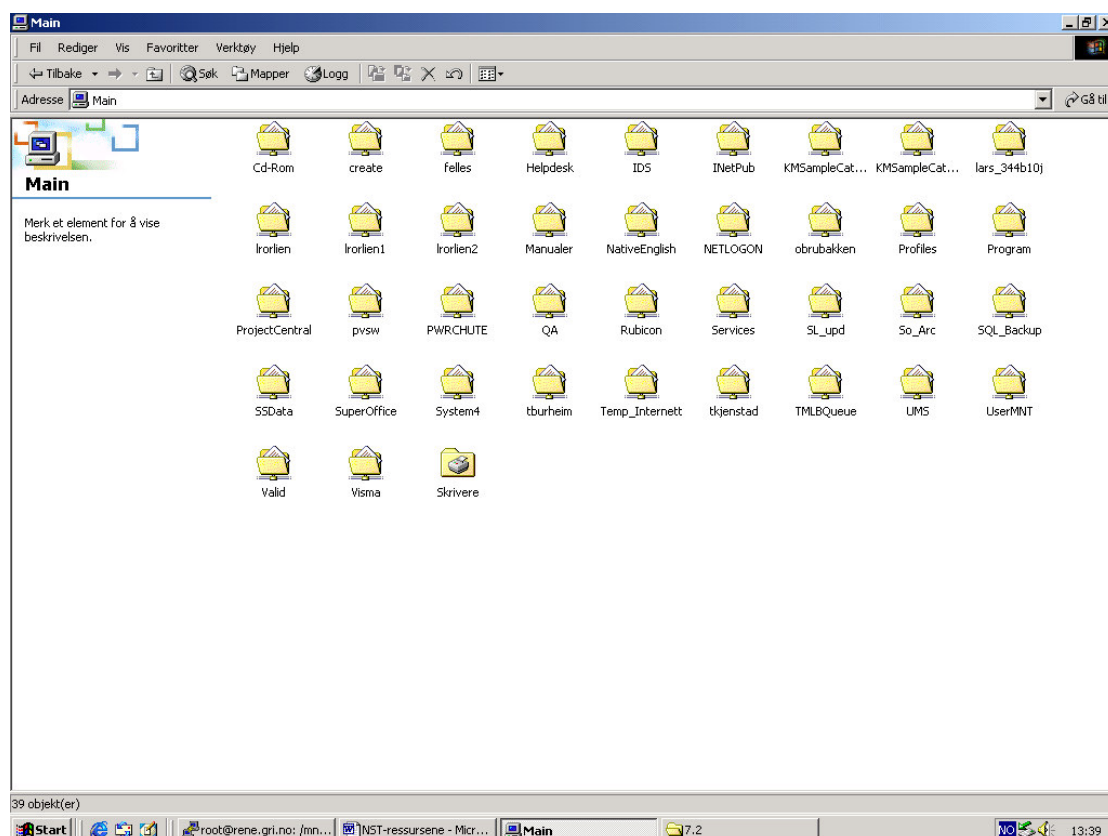 Main
Fil Rediger Vis Favoritter Verktøy Hjelp
Tilbake Søk Mapper Logg
Adresse Main Gå til
Main
Merk et element for å vise
beskrivelsen.
Cd-Rom create felles Helpdesk IDS INetPub KMSampleCat... KMSampleCat... lars_344b10j
lrorlien lrorlien1 lrorlien2 Manualer NativeEnglish NETLOGON obrubakken Profiles Program
ProjectCentral pvsw PWRCHUTE QA Rubicon Services SL_upd So_Arc SQL_Backup
SSData SuperOffice System4 tburheim Temp_Internett tkjenstad TMLBQueue UMS UserMNT
Valid Visma Skrivere
39 objekt(er)
Start root@rene.gri.no: /mn... NST-ressursene - Micr... Main 7.2 NO 13:39